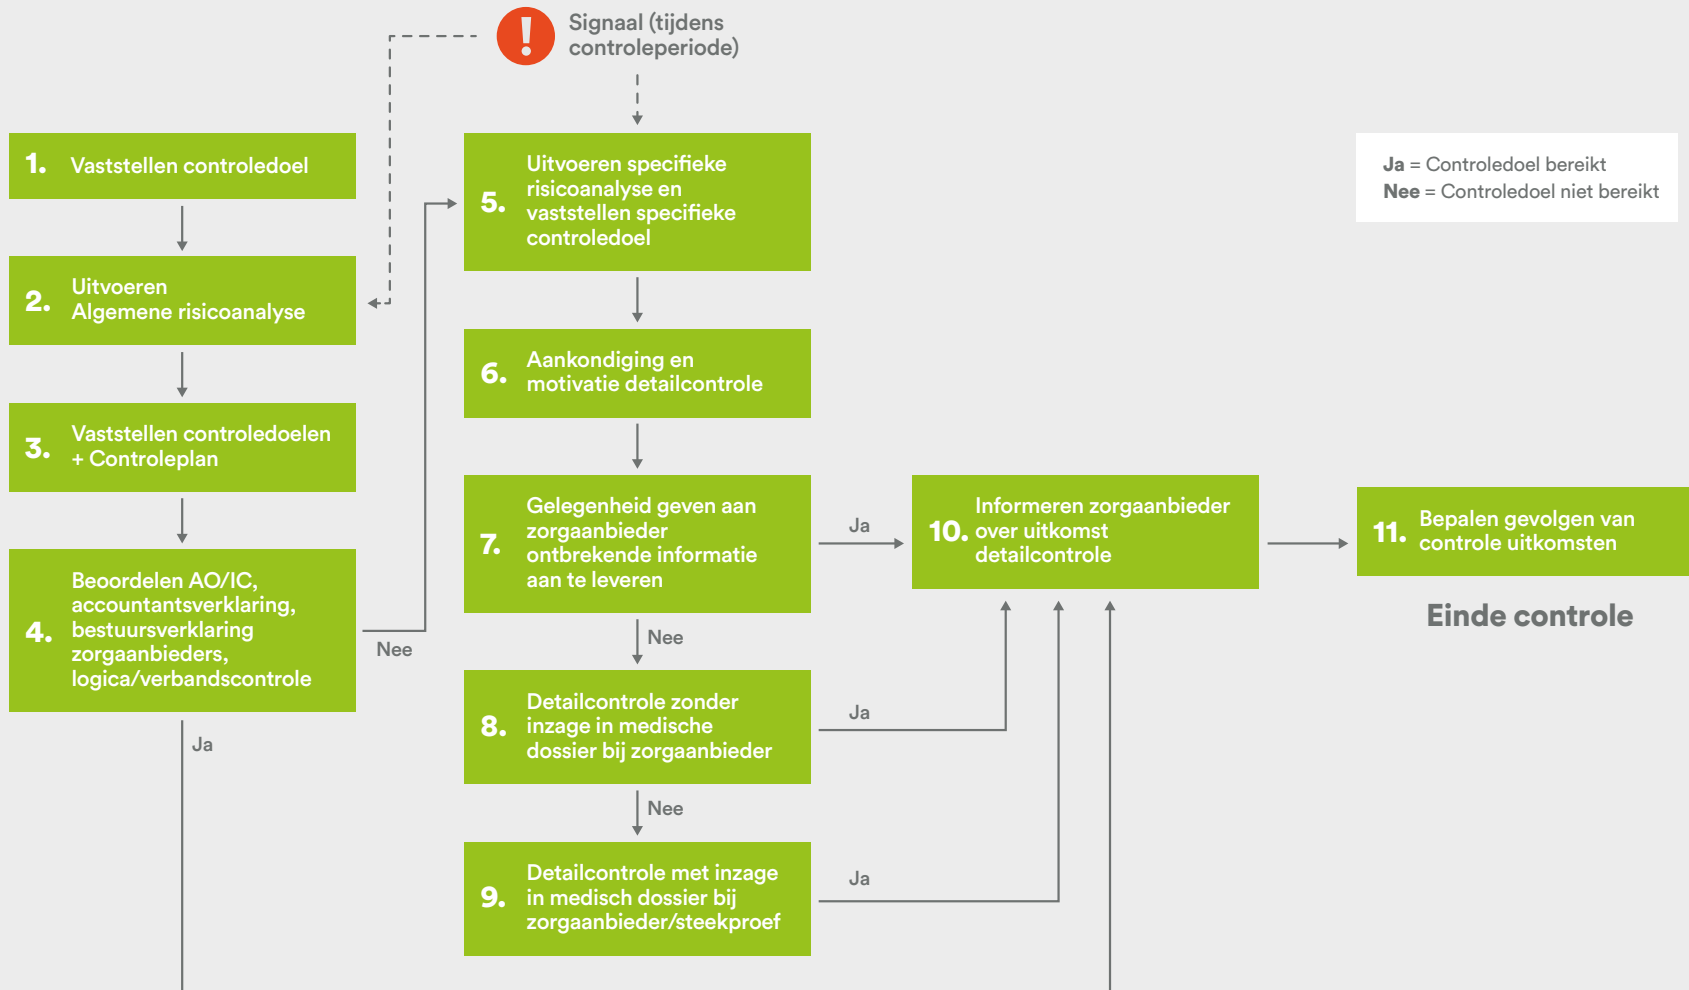 Signaal (tijdens
controleperiode)
1. Vaststellen controledoel
2. Uitvoeren
Algemene risicoanalyse
3. Vaststellen controledoelen
+ Controleplan
4. Beoordelen AO/IC,
accountantsverklaring,
bestuursverklaring
zorgaanbieders,
logica/verbandscontrole
Nee
Ja
5. Uitvoeren specifieke
risicoanalyse en
vaststellen specifieke
controledoel
6. Aankondiging en
motivatie detailcontrole
7. Gelegenheid geven aan
zorgaanbieder
ontbrekende informatie
aan te leveren
Ja
Nee
8. Detailcontrole zonder
inzage in medische
dossier bij zorgaanbieder
Ja
Nee
9. Detailcontrole met inzage
in medisch dossier bij
zorgaanbieder/steekproef
Ja
10. Informeren zorgaanbieder
over uitkomst
detailcontrole
11. Bepalen gevolgen van
controle uitkomsten
Einde controle
Ja = Controledoel bereikt
Nee = Controledoel niet bereikt